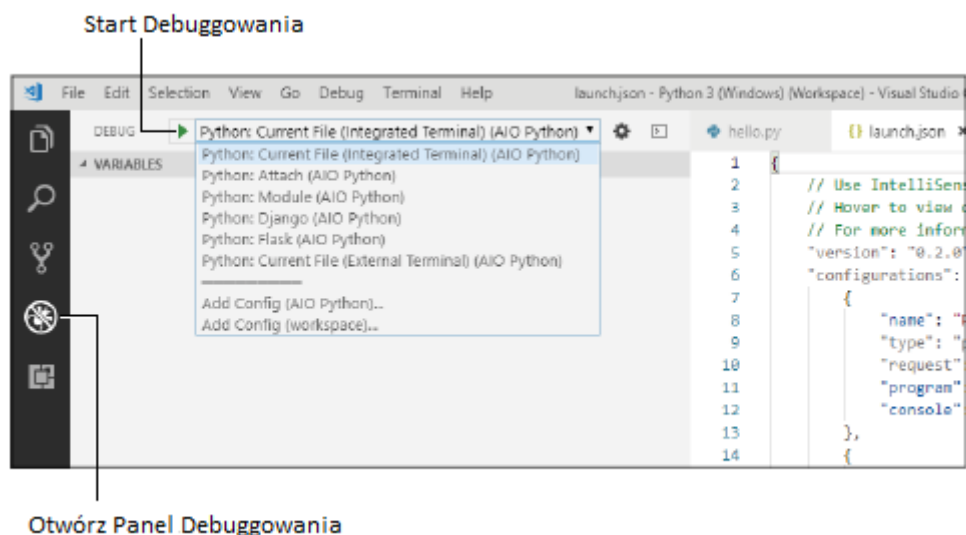 Start Debuggowania
File Edit Selection View Go Debug Terminal Help launch.json - Python 3 (Windows) (Workspace) - Visual Studio
DEBUG Python: Current File (Integrated Terminal) (AIO Python) hello.py {} launch.json
VARIABLES
Python: Current File (Integrated Terminal) (AIO Python)
Python: Attach (AIO Python)
Python: Module (AIO Python)
Python: Django (AIO Python)
Python: Flask (AIO Python)
Python: Current File (External Terminal) (AIO Python)
Add Config (AIO Python)...
Add Config (workspace)...
1 {
2 // Use IntelliSens
3 // Hover to view
4 // For more infor
5 "version": "0.2.0"
6 "configurations":
7 {
8 "name": "
9 "type": "
10 "request"
11 "program"
12 "console"
13 },
14 {
Otwórz Panel Debuggowania